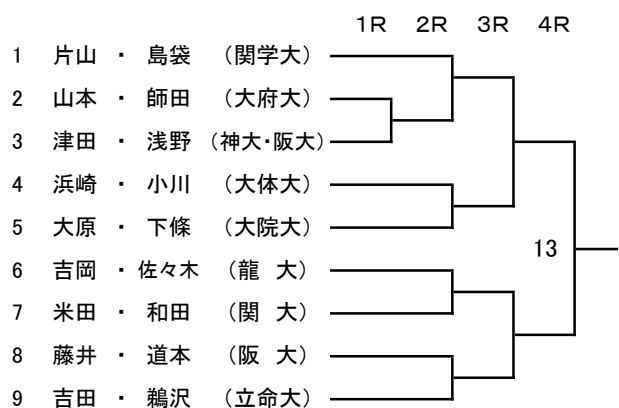 1R 2R 3R 4R
1 片山 ・ 島袋 (関学大)
2 山本 ・ 師田 (大府大)
3 津田 ・ 浅野 (神大・阪大)
4 浜崎 ・ 小川 (大体大)
5 大原 ・ 下條 (大院大)
13
6 吉岡 ・ 佐々木 (龍 大)
7 米田 ・ 和田 (関 大)
8 藤井 ・ 道本 (阪 大)
9 吉田 ・ 鵜沢 (立命大)